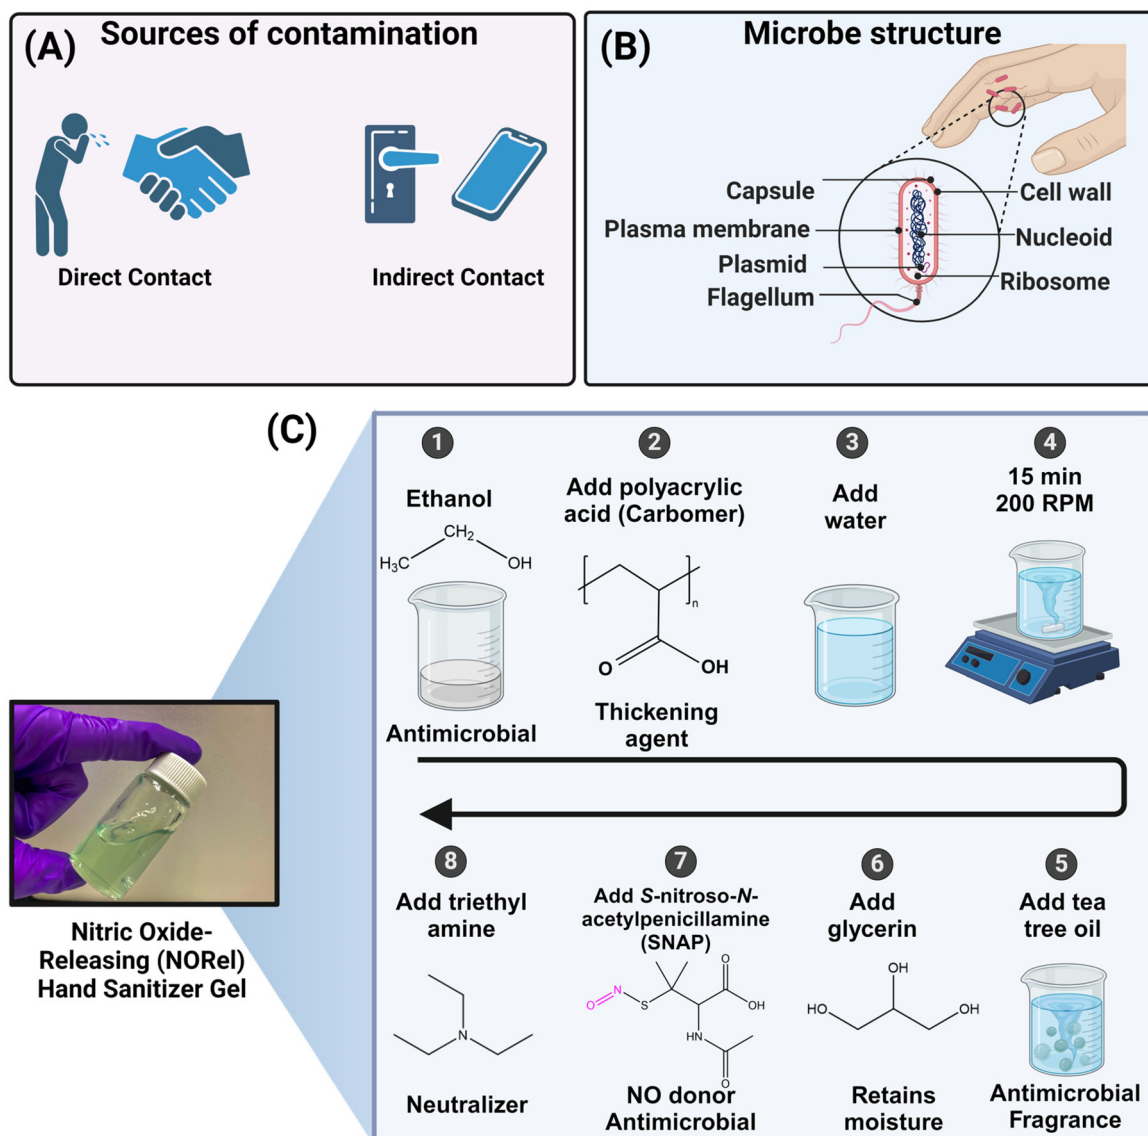 (A)
Sources of contamination
Direct Contact
Indirect Contact
(B)
Microbe structure
Capsule
Plasma membrane
Plasmid
Flagellum
Cell wall
Nucleoid
Ribosome
(C)
1
Ethanol
CH₂
H₃C
OH
Antimicrobial
2
Add polyacrylic
acid (Carbomer)
n
O
OH
Thickening
agent
3
Add
water
4
15 min
200 RPM
5
Add tea
tree oil
Antimicrobial
Fragrance
6
Add
glycerin
OH
HO
OH
Retains
moisture
7
Add S-nitroso-N-
acetylpenicillamine
(SNAP)
O
N
S
O
OH
HN
O
NO donor
Antimicrobial
8
Add triethyl
amine
N
Neutralizer
Nitric Oxide-
Releasing (NORel)
Hand Sanitizer Gel